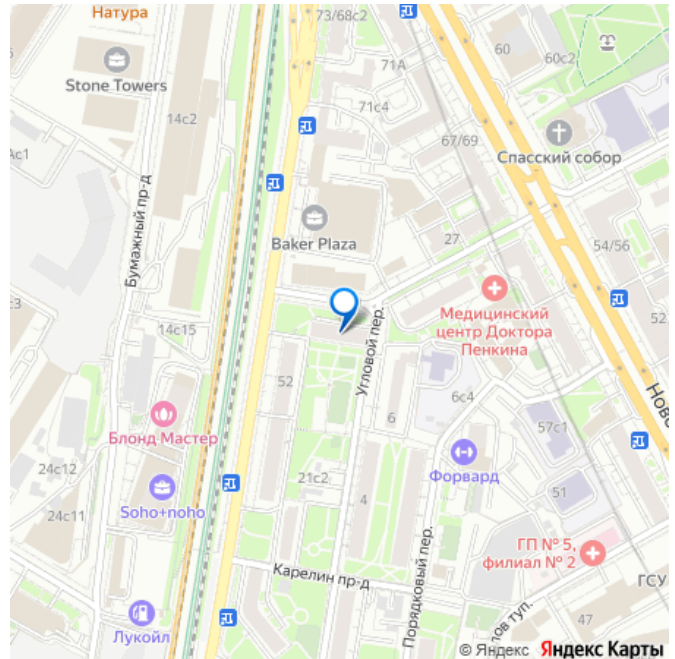 Натура
73/68с2
60
60с2
Stone Towers
71А
71с4
14с2
67/69
Спасский собор
Ас1
Бумажный пр-д
Baker Plaza
27
54/56
с3
Медицинский
центр Доктора
Пенкина
52
14с15
Угловой пер.
52
6с4
Ново
6
57с1
Блонд Мастер
Форвард
24с12
21с2
51
Soho+noho
4
24с11
ГП № 5,
филиал № 2
Карелин пр-д
Порядковый пер.
ГСУ
Лукойл
лов туп.
47
© Яндекс Яндекс Карты